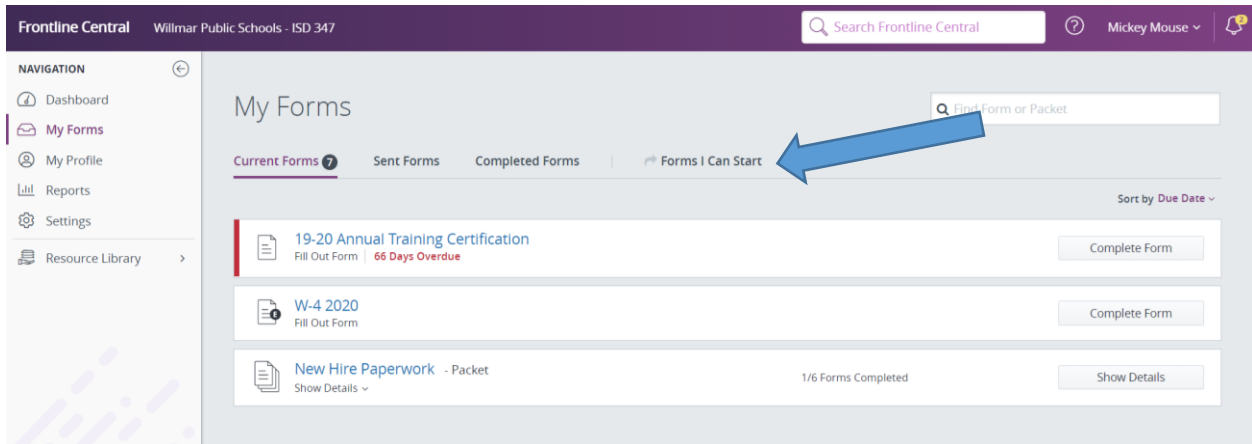 Frontline Central Willmar Public Schools - ISD 347 Search Frontline Central ? Mickey Mouse 2
NAVIGATION
Dashboard
My Forms
My Profile
Reports
Settings
Resource Library
My Forms
Find Form or Packet
Current Forms 7 Sent Forms Completed Forms Forms I Can Start
Sort by Due Date
19-20 Annual Training Certification
Fill Out Form 66 Days Overdue
Complete Form
W-4 2020
Fill Out Form
E
Complete Form
New Hire Paperwork - Packet
Show Details
1/6 Forms Completed
Show Details